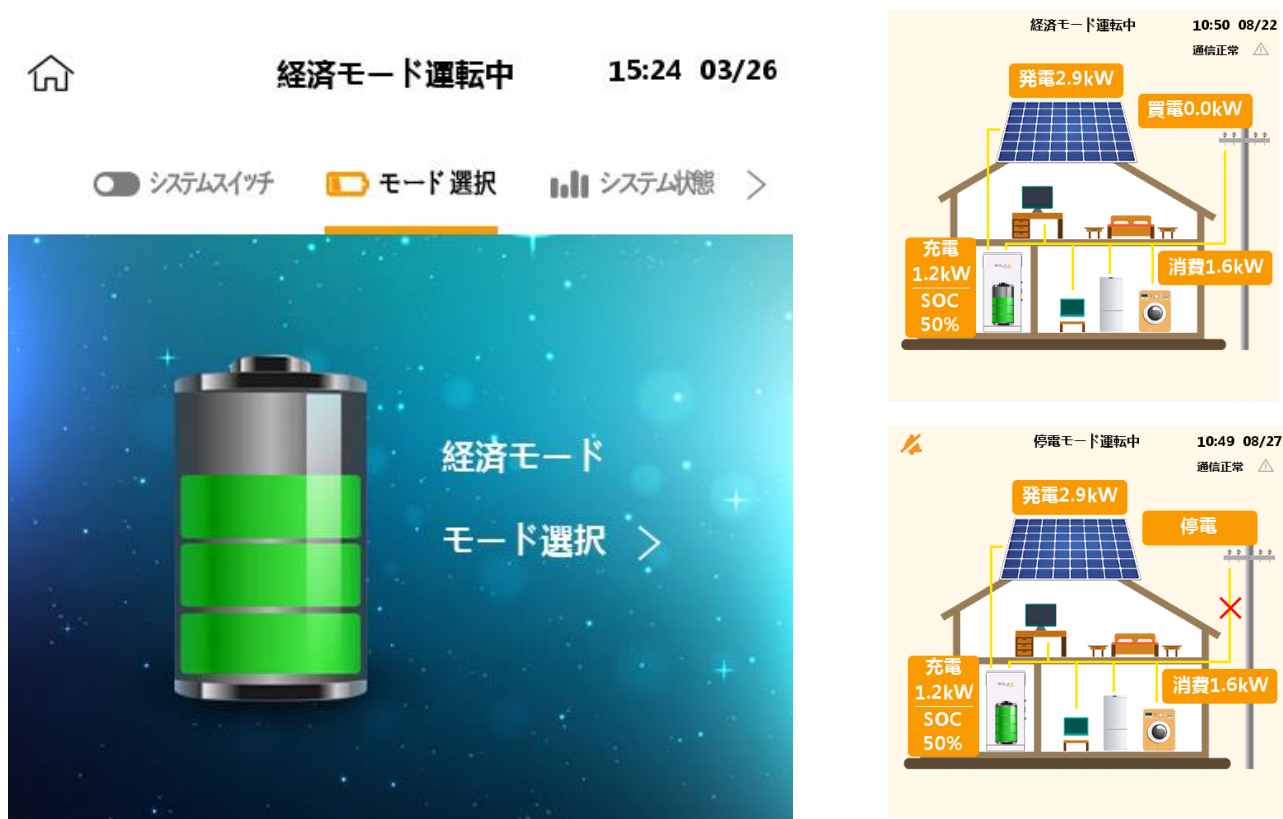 経済モード運転中 15:24 03/26
システムスイッチ モード選択 システム状態 >
経済モード
モード選択 >
経済モード運転中 10:50 08/22
通信正常
発電2.9kW
買電0.0kW
充電
1.2kW
SOC
50%
消費1.6kW
停電モード運転中 10:49 08/27
通信正常
発電2.9kW
停電
充電
1.2kW
SOC
50%
消費1.6kW